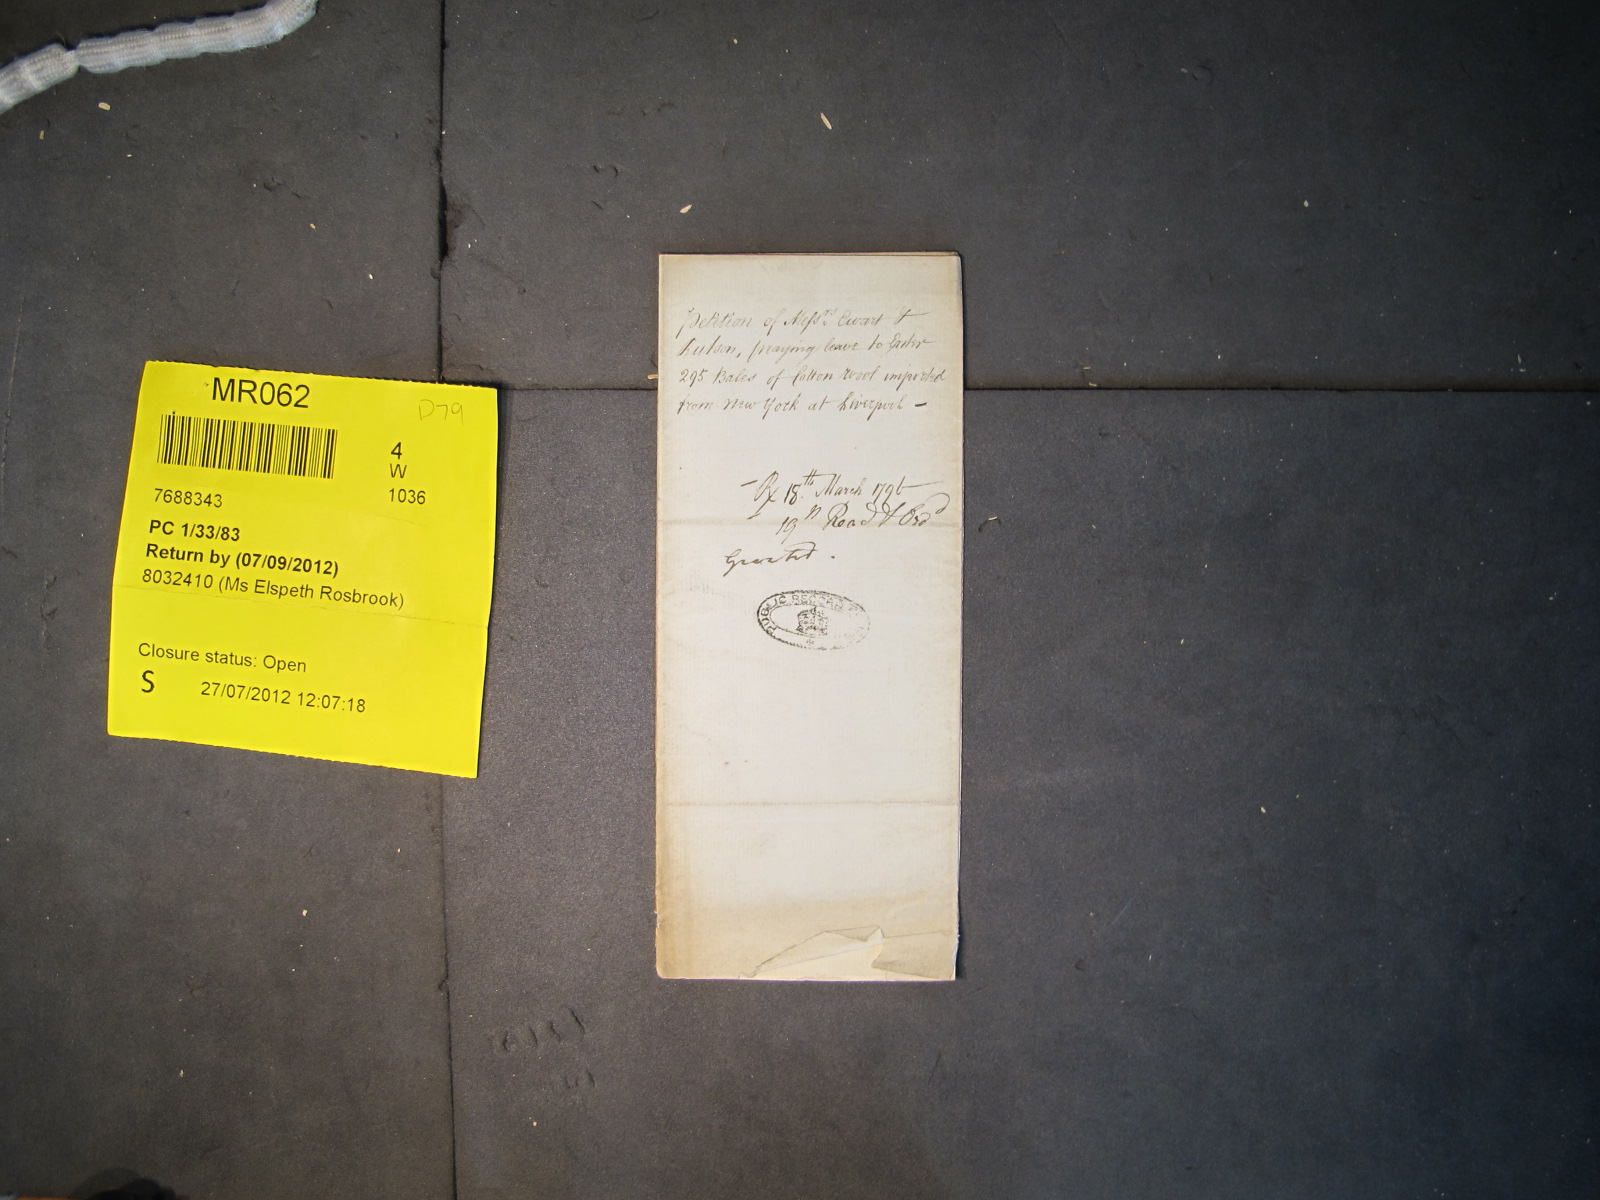 MR062
D79
4
W
7688343
1036
PC 1/33/83
Return by (07/09/2012)
8032410 (Ms Elspeth Rosbrook)
Closure status: Open
S 27/07/2012 12:07:18
Petition of Messrs Ewart &
Rutson, praying leave to Enter
295 Bales of Cotton Wool imported
from New York at Liverpool —
— Rx 18th March 1796
19th Read & Ord
Granted.
PUBLIC RECORD